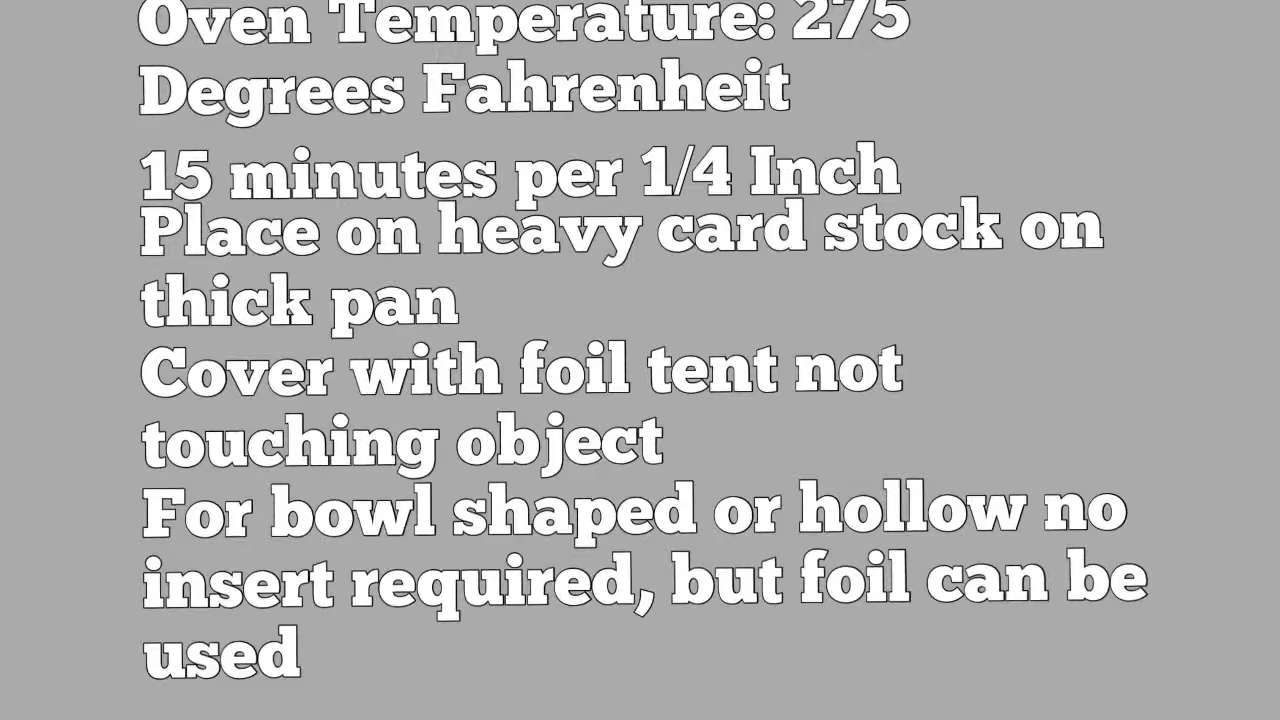 Oven Temperature: 275
Degrees Fahrenheit
15 minutes per 1/4 Inch
Place on heavy card stock on
thick pan
Cover with foil tent not
touching object
For bowl shaped or hollow no
insert required, but foil can be
used